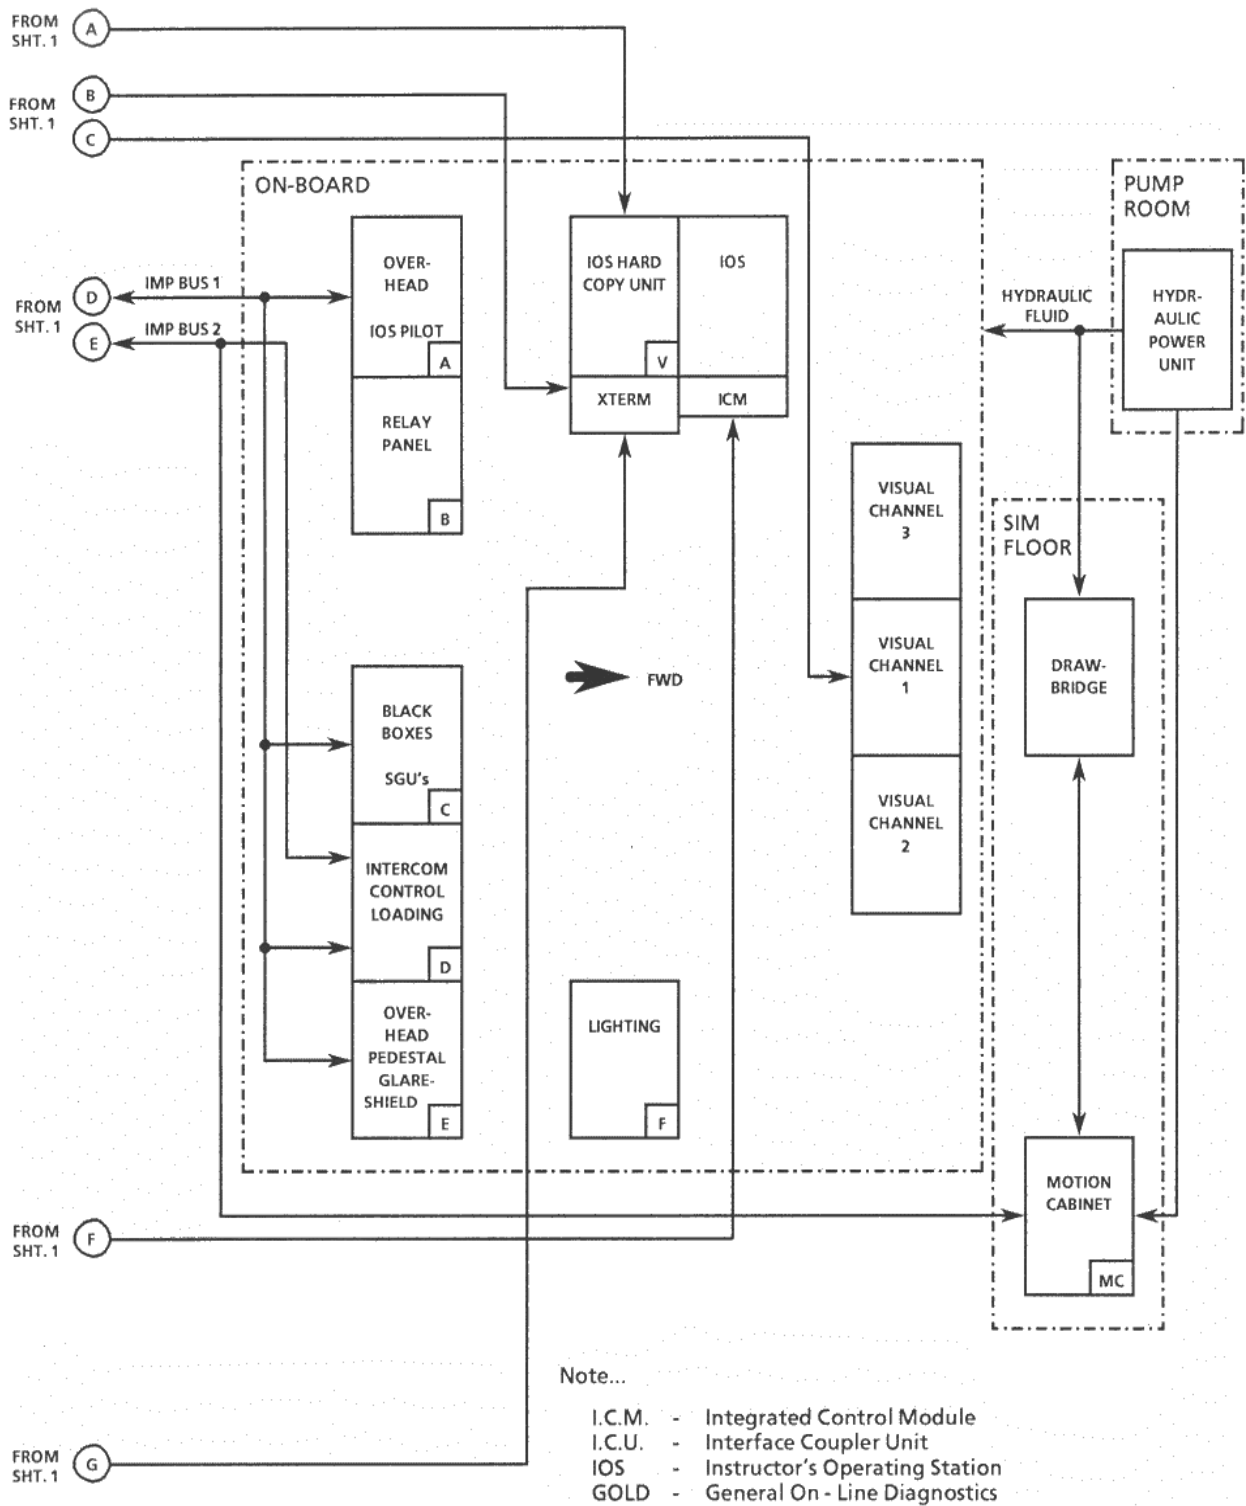 FROM
SHT. 1
A
FROM
SHT. 1
B
C
ON-BOARD
PUMP
ROOM
OVER-
HEAD
IOS PILOT
A
RELAY
PANEL
B
IOS HARD
COPY UNIT
V
IOS
XTERM
ICM
FROM
SHT. 1
D
IMP BUS 1
E
IMP BUS 2
HYDRAULIC
FLUID
HYDR-
AULIC
POWER
UNIT
VISUAL
CHANNEL
3
VISUAL
CHANNEL
1
VISUAL
CHANNEL
2
SIM
FLOOR
DRAW-
BRIDGE
FWD
BLACK
BOXES
SGU's
C
INTERCOM
CONTROL
LOADING
D
OVER-
HEAD
PEDESTAL
GLARE-
SHIELD
E
LIGHTING
F
MOTION
CABINET
MC
FROM
SHT. 1
F
FROM
SHT. 1
G
Note...
I.C.M. - Integrated Control Module
I.C.U. - Interface Coupler Unit
IOS - Instructor's Operating Station
GOLD - General On - Line Diagnostics